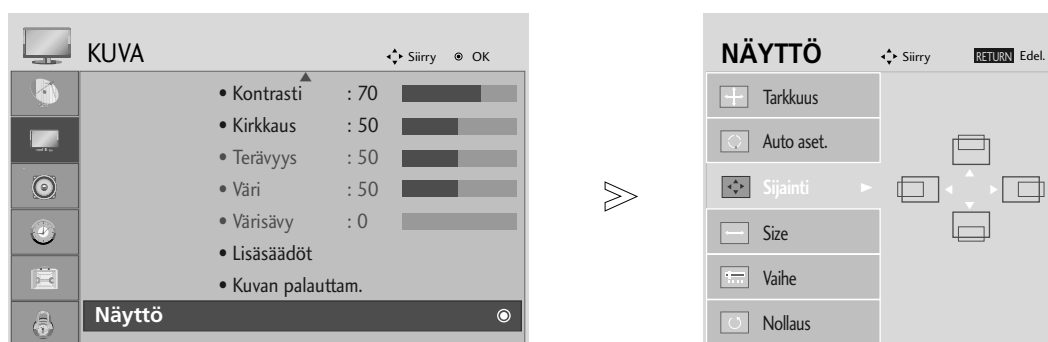 KUVA Siirry OK
• Kontrasti : 70
• Kirkkaus : 50
• Terävyys : 50
• Väri : 50
• Värisävy : 0
• Lisäsäädöt
• Kuvan palauttam.
Näyttö
NÄYTTÖ Siirry RETURN Edel.
Tarkkuus
Auto aset.
Sijainti
Size
Vaihe
Nollaus